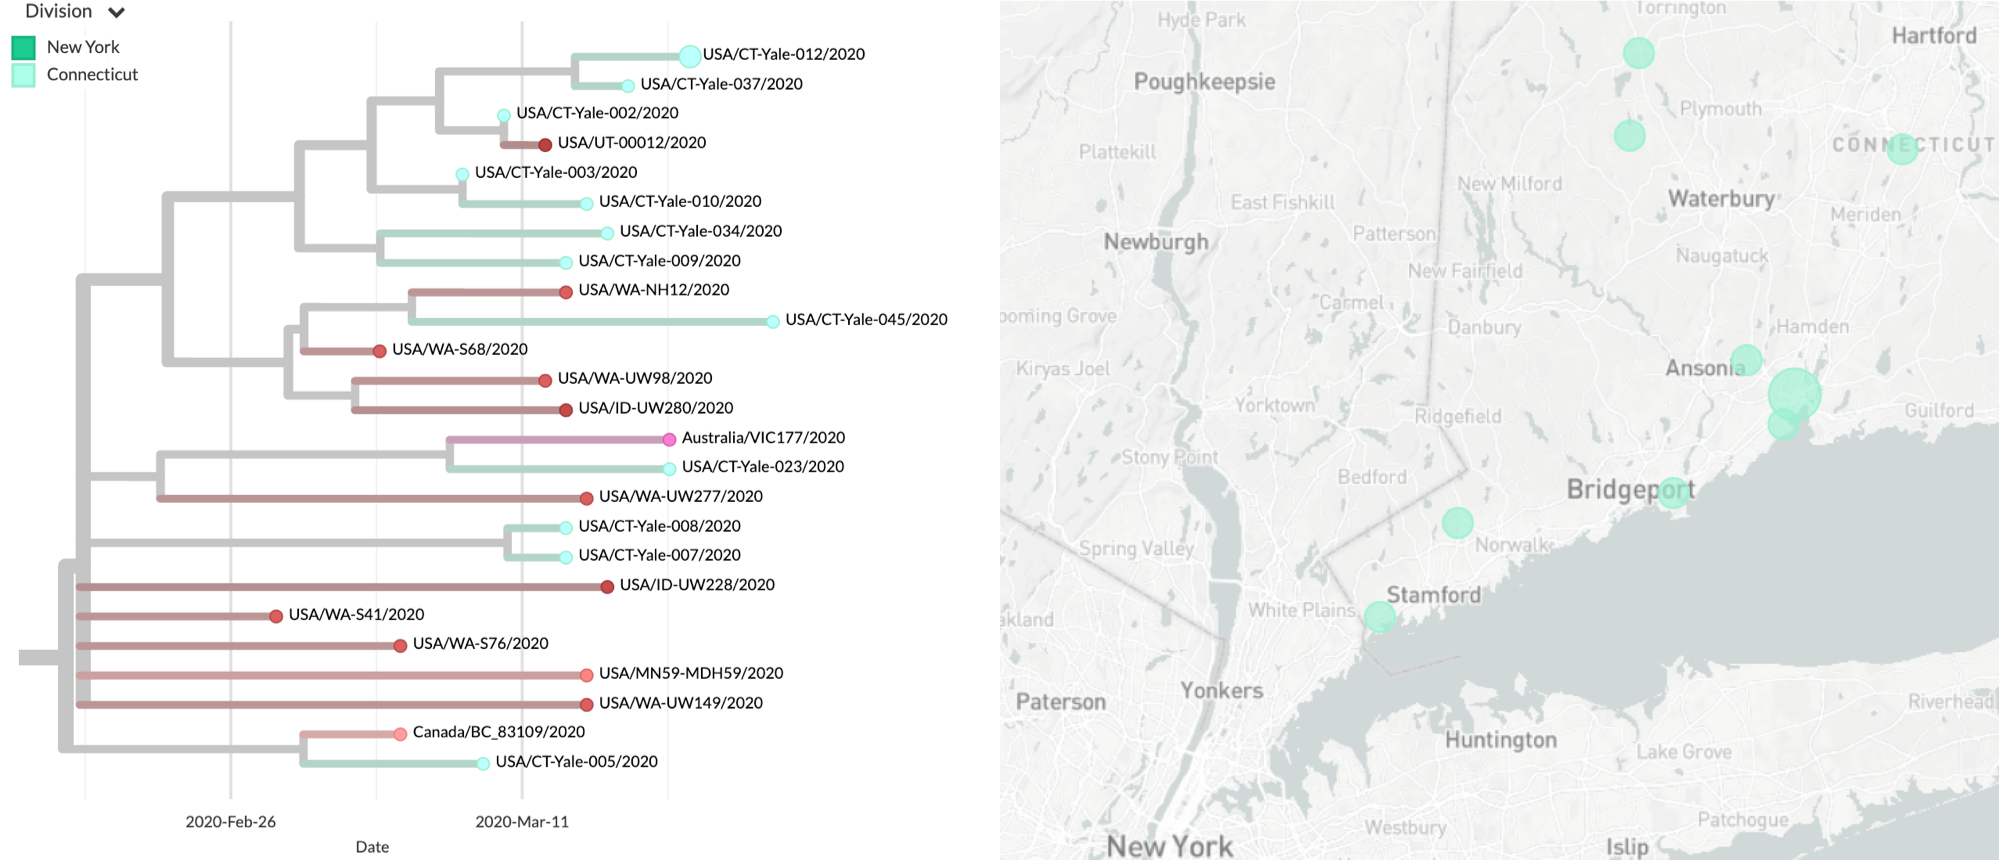 Division
New York
Connecticut
USA/CT-Yale-012/2020
USA/CT-Yale-037/2020
USA/CT-Yale-002/2020
USA/UT-00012/2020
USA/CT-Yale-003/2020
USA/CT-Yale-010/2020
USA/CT-Yale-034/2020
USA/CT-Yale-009/2020
USA/WA-NH12/2020
USA/CT-Yale-045/2020
USA/WA-S68/2020
USA/WA-UW98/2020
USA/ID-UW280/2020
Australia/VIC177/2020
USA/CT-Yale-023/2020
USA/WA-UW277/2020
USA/CT-Yale-008/2020
USA/CT-Yale-007/2020
USA/ID-UW228/2020
USA/WA-S41/2020
USA/WA-S76/2020
USA/MN59-MDH59/2020
USA/WA-UW149/2020
Canada/BC_83109/2020
USA/CT-Yale-005/2020
2020-Feb-26
2020-Mar-11
Date
Hyde Park
Torrington
Hartford
Poughkeepsie
Plymouth
CONNECTICUT
Plattekill
New Milford
Waterbury
East Fishkill
Meriden
Newburgh
Patterson
Naugatuck
New Fairfield
Carmel
ooming Grove
Danbury
Hamden
Kiryas Joel
Ansonia
Yorktown
Ridgefield
Guilford
Stony Point
Bedford
Bridgeport
Spring Valley
Norwalk
Stamford
White Plains
akland
Yonkers
Paterson
Riverhead
Huntington
Lake Grove
Patchogue
Westbury
New York
Islip